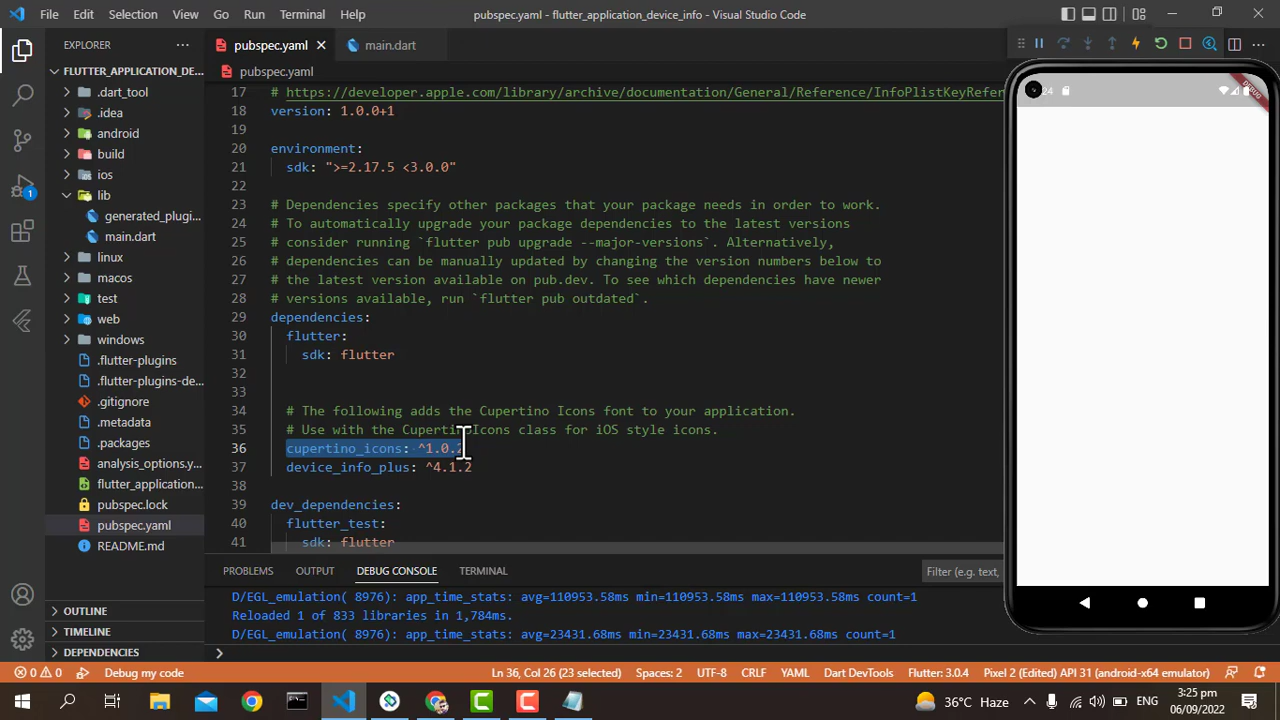 File Edit Selection View Go Run Terminal Help
pubspec.yaml - flutter_application_device_info - Visual Studio Code
EXPLORER
FLUTTER_APPLICATION_DE...
.dart_tool
.idea
android
build
ios
lib
generated_plugi...
main.dart
linux
macos
test
web
windows
.flutter-plugins
.flutter-plugins-de...
.gitignore
.metadata
.packages
analysis_options.y...
flutter_application...
pubspec.lock
pubspec.yaml
README.md
OUTLINE
TIMELINE
DEPENDENCIES
1
pubspec.yaml main.dart
pubspec.yaml
17 # https://developer.apple.com/library/archive/documentation/General/Reference/InfoPlistKeyRefer
18 version: 1.0.0+1
19
20 environment:
21 sdk: ">=2.17.5 <3.0.0"
22
23 # Dependencies specify other packages that your package needs in order to work.
24 # To automatically upgrade your package dependencies to the latest versions
25 # consider running `flutter pub upgrade --major-versions`. Alternatively,
26 # dependencies can be manually updated by changing the version numbers below to
27 # the latest version available on pub.dev. To see which dependencies have newer
28 # versions available, run `flutter pub outdated`.
29 dependencies:
30 flutter:
31 sdk: flutter
32
33
34 # The following adds the Cupertino Icons font to your application.
35 # Use with the CupertinoIcons class for iOS style icons.
36 cupertino_icons: ^1.0.2
37 device_info_plus: ^4.1.2
38
39 dev_dependencies:
40 flutter_test:
41 sdk: flutter
PROBLEMS OUTPUT DEBUG CONSOLE TERMINAL Filter (e.g. text,
D/EGL_emulation( 8976): app_time_stats: avg=110953.58ms min=110953.58ms max=110953.58ms count=1
Reloaded 1 of 833 libraries in 1,784ms.
D/EGL_emulation( 8976): app_time_stats: avg=23431.68ms min=23431.68ms max=23431.68ms count=1
24
DEBUG
0 0 Debug my code Ln 36, Col 26 (23 selected) Spaces: 2 UTF-8 CRLF YAML Dart DevTools Flutter: 3.0.4 Pixel 2 (Edited) API 31 (android-x64 emulator)
36°C Haze ENG 3:25 pm
06/09/2022